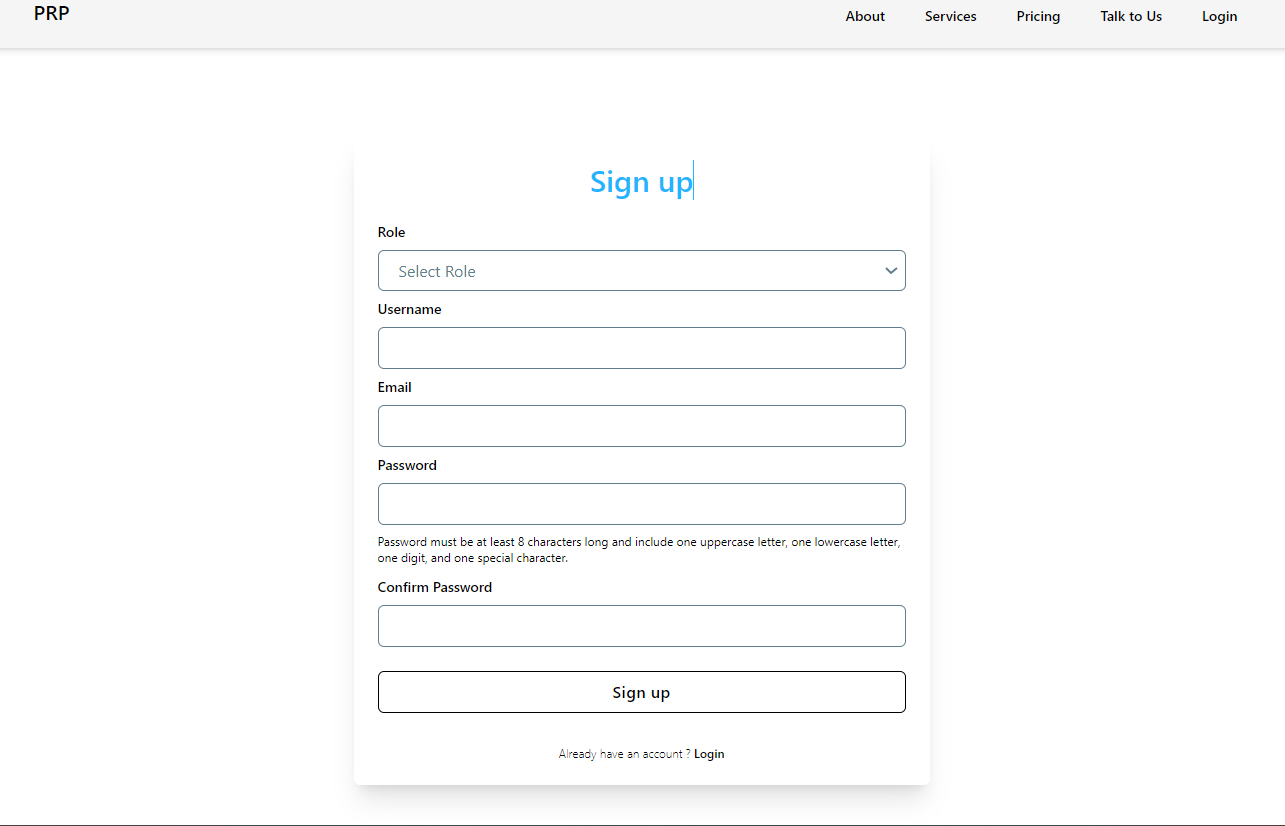 PRP
About
Services
Pricing
Talk to Us
Login
Sign up
Role
Select Role
Username
Email
Password
Password must be at least 8 characters long and include one uppercase letter, one lowercase letter,
one digit, and one special character.
Confirm Password
Sign up
Already have an account ? Login